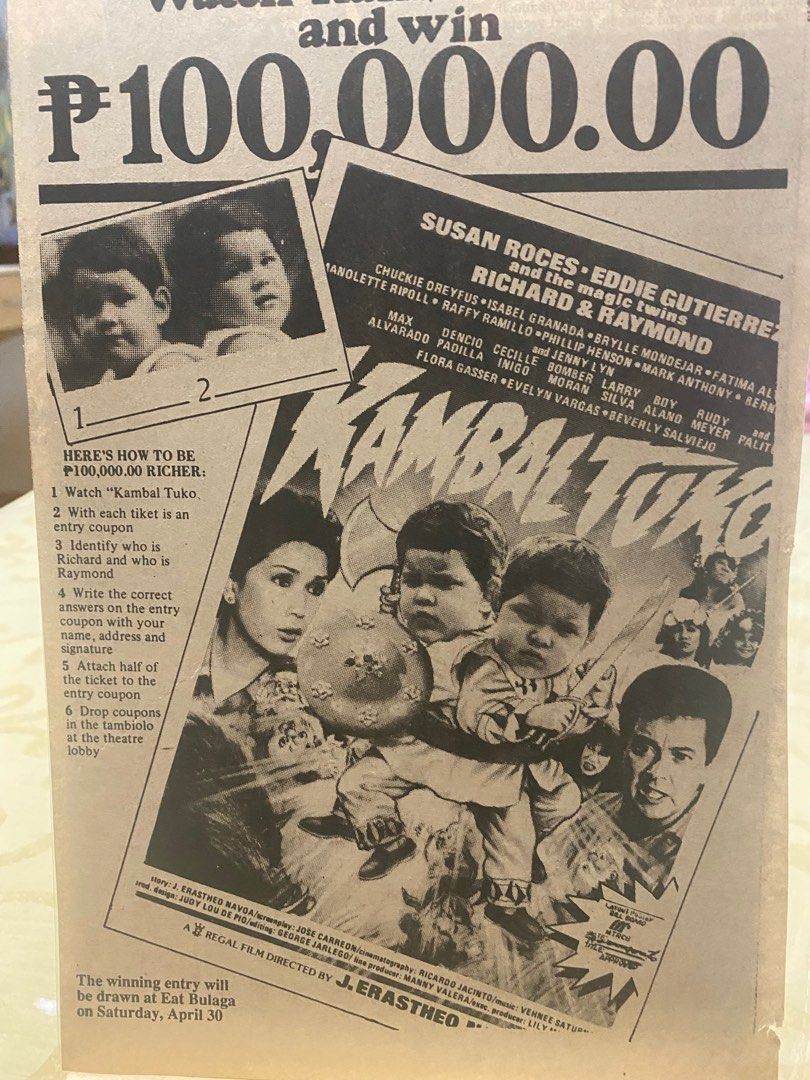 and win
₱100,000.00
1 2
HERE'S HOW TO BE
₱100,000.00 RICHER:
1 Watch "Kambal Tuko
2 With each tiket is an
entry coupon
3 Identify who is
Richard and who is
Raymond
4 Write the correct
answers on the entry
coupon with your
name, address and
signature
5 Attach half of
the ticket to the
entry coupon
6 Drop coupons
in the tambiolo
at the theatre
lobby
The winning entry will
be drawn at Eat Bulaga
on Saturday, April 30
SUSAN ROCES • EDDIE GUTIERREZ
and the magic twins
RICHARD & RAYMOND
CHUCKIE DREYFUS • ISABEL GRANADA • BRYLLE MONDEJAR • FATIMA AL
ANOLETTE RIPOLL • RAFFY RAMILLO • PHILLIP HENSON • MARK ANTHONY • BERN
and JENNY LYN
MAX DENCIO CECILLE BOMBER LARRY BOY RUDY and
ALVARADO PADILLA IÑIGO MORAN SILVA ALANO MEYER PALIT
FLORA GASSER • EVELYN VARGAS • BEVERLY SALVIEJO
KAMBAL TUKO
story: J. ERASTHEO NAVOA/screenplay: JOSE CARREON/cinematography: RICARDO JACINTO/music: VEHNEE SATUR
prod. design: JUDY LOU DE PIO/editing: GEORGE JARLEGO/line producer: MANNY VALERA/exec. producer: LILY
A REGAL FILM DIRECTED BY J. ERASTHEO